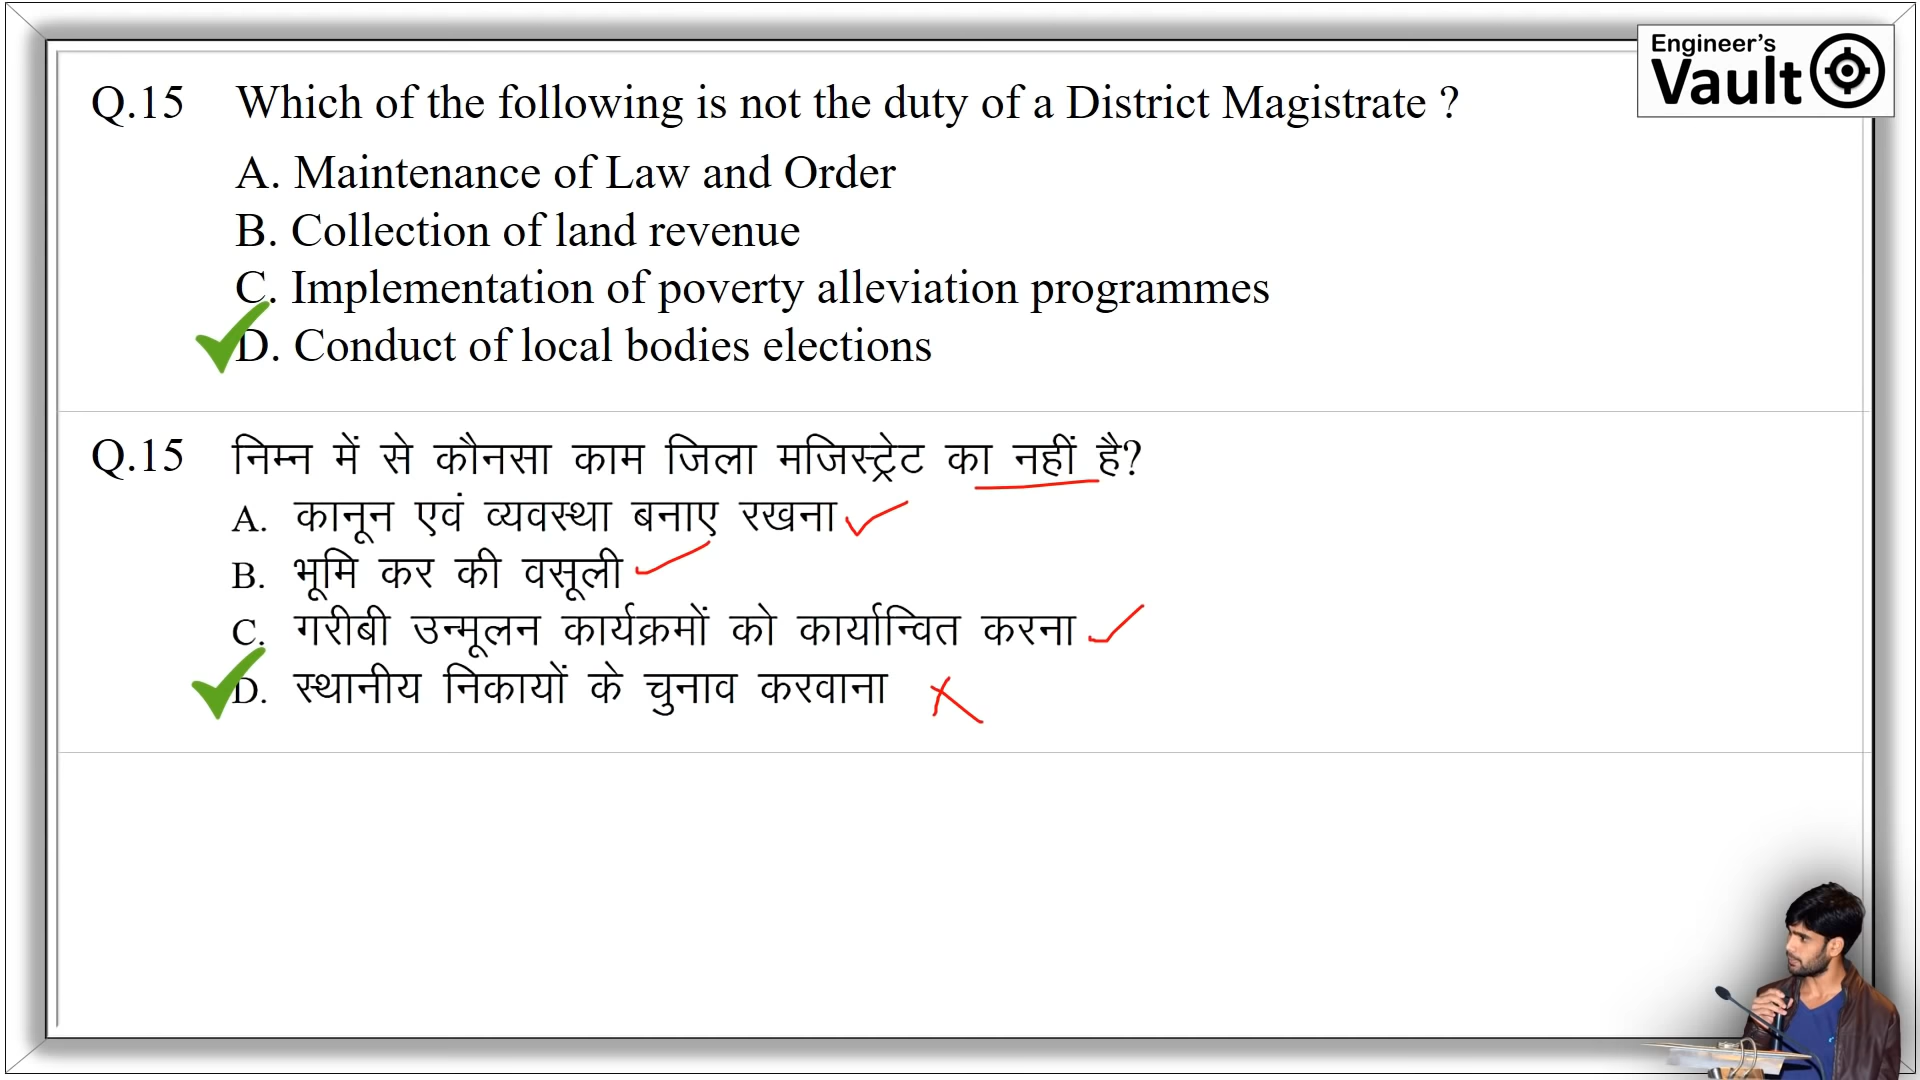 Engineer's
Vault
Q.15 Which of the following is not the duty of a District Magistrate ?
A. Maintenance of Law and Order
B. Collection of land revenue
C. Implementation of poverty alleviation programmes
D. Conduct of local bodies elections
Q.15 निम्न में से कौनसा काम जिला मजिस्ट्रेट का नहीं है?
A. कानून एवं व्यवस्था बनाए रखना
B. भूमि कर की वसूली
C. गरीबी उन्मूलन कार्यक्रमों को कार्यान्वित करना
D. स्थानीय निकायों के चुनाव करवाना